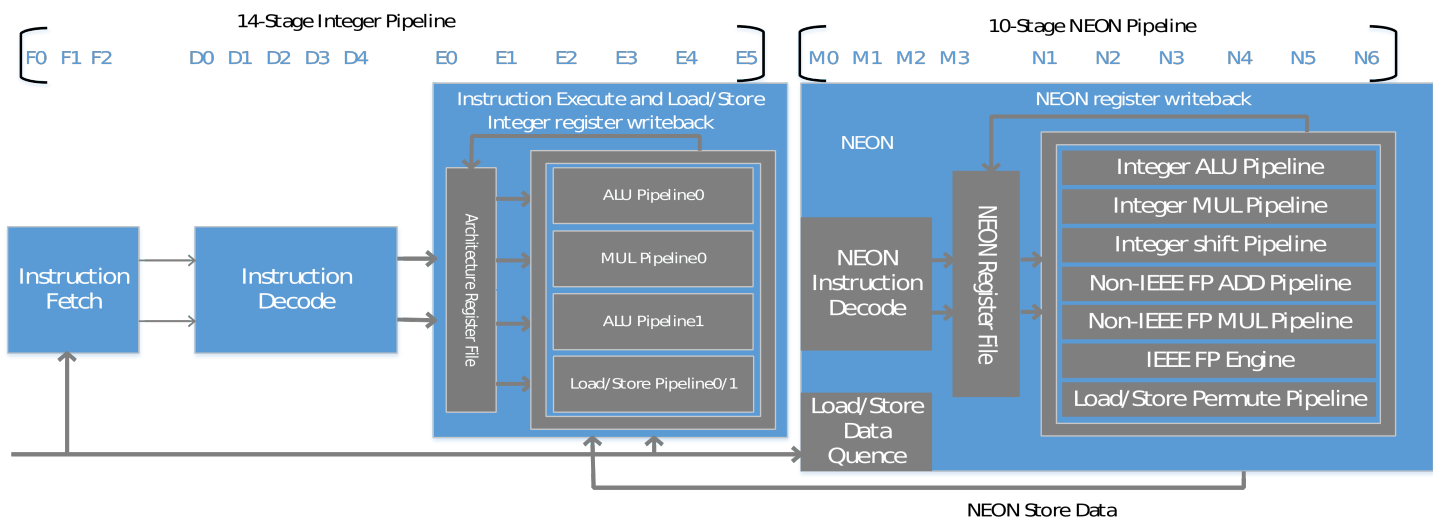 14-Stage Integer Pipeline
10-Stage NEON Pipeline
F0 F1 F2 D0 D1 D2 D3 D4 E0 E1 E2 E3 E4 E5
M0 M1 M2 M3 N1 N2 N3 N4 N5 N6
Instruction Fetch
Instruction Decode
Instruction Execute and Load/Store
Integer register writeback
Architecture Register File
ALU Pipeline0
MUL Pipeline0
ALU Pipeline1
Load/Store Pipeline0/1
NEON register writeback
NEON
NEON
Instruction
Decode
NEON Register File
Integer ALU Pipeline
Integer MUL Pipeline
Integer shift Pipeline
Non-IEEE FP ADD Pipeline
Non-IEEE FP MUL Pipeline
IEEE FP Engine
Load/Store Permute Pipeline
Load/Store
Data
Quence
NEON Store Data